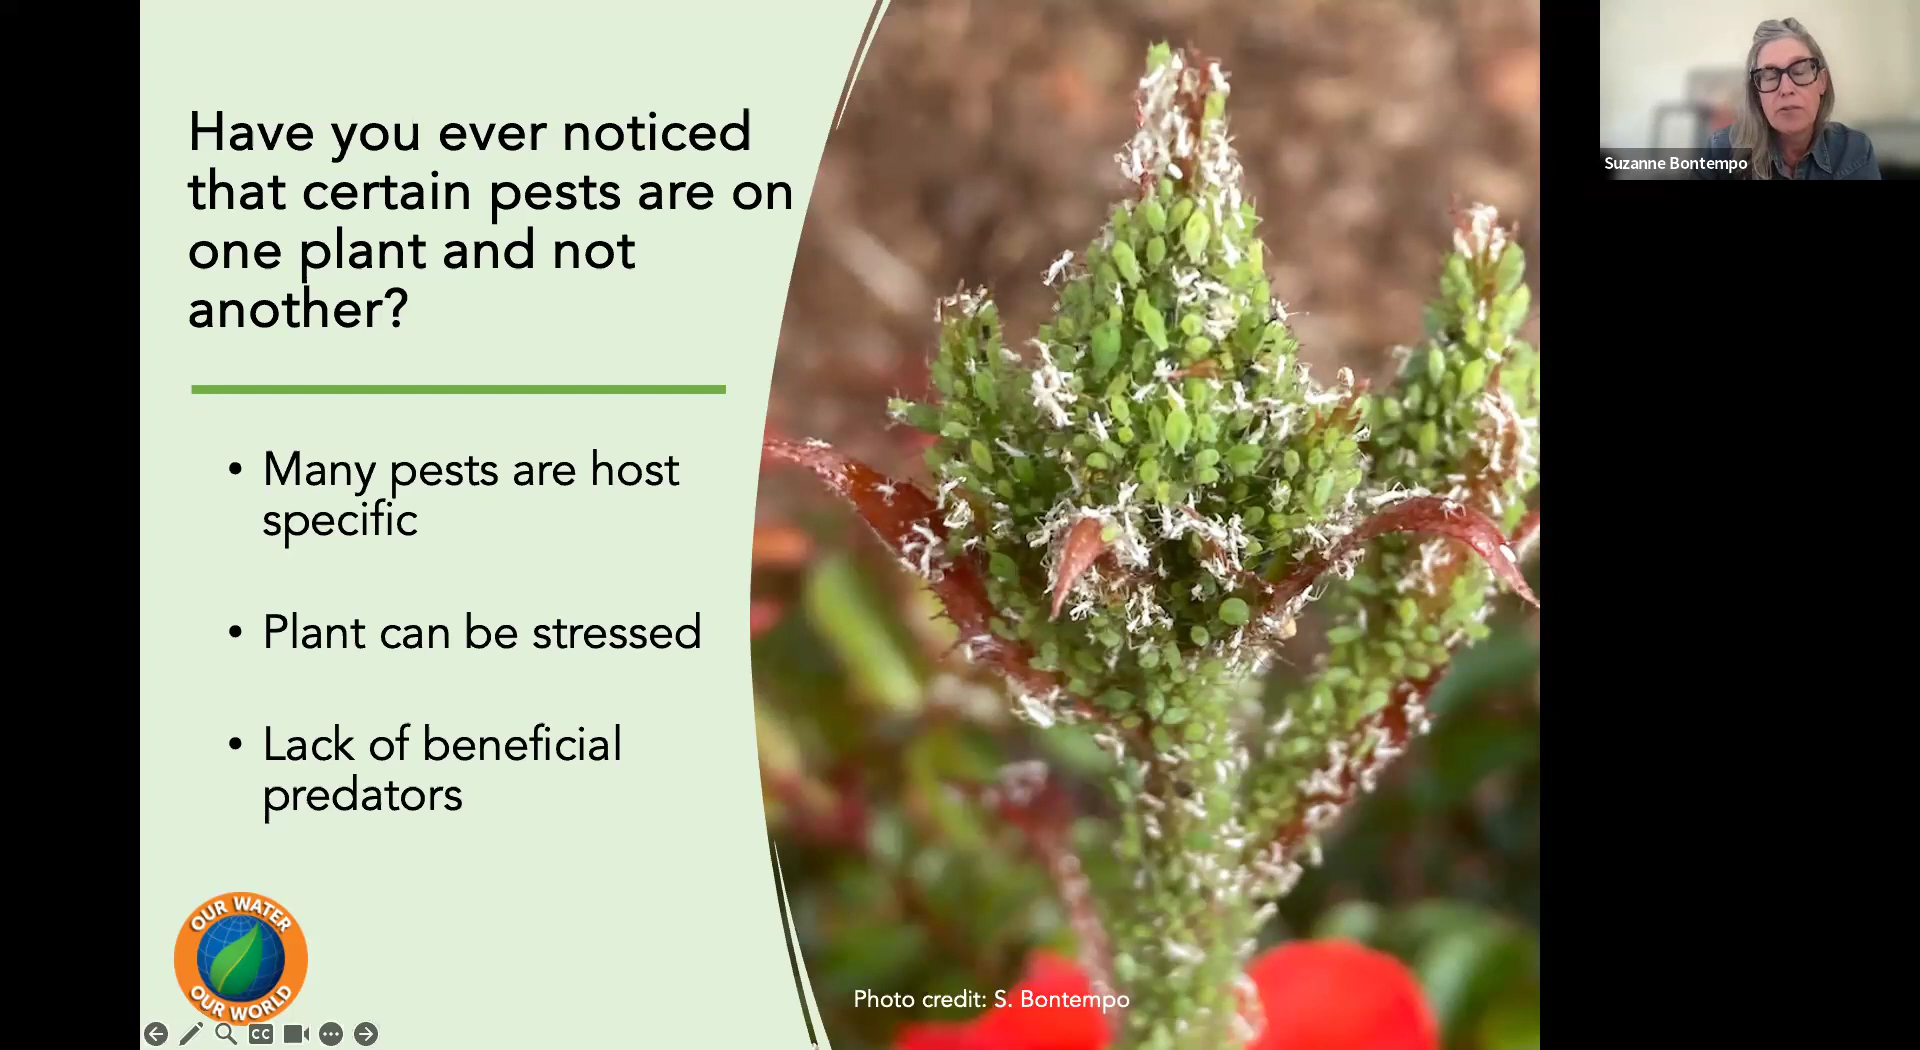 Have you ever noticed
that certain pests are on
one plant and not
another?
• Many pests are host
specific
• Plant can be stressed
• Lack of beneficial
predators
OUR WATER
OUR WORLD
Photo credit: S. Bontempo
CC
Suzanne Bontempo